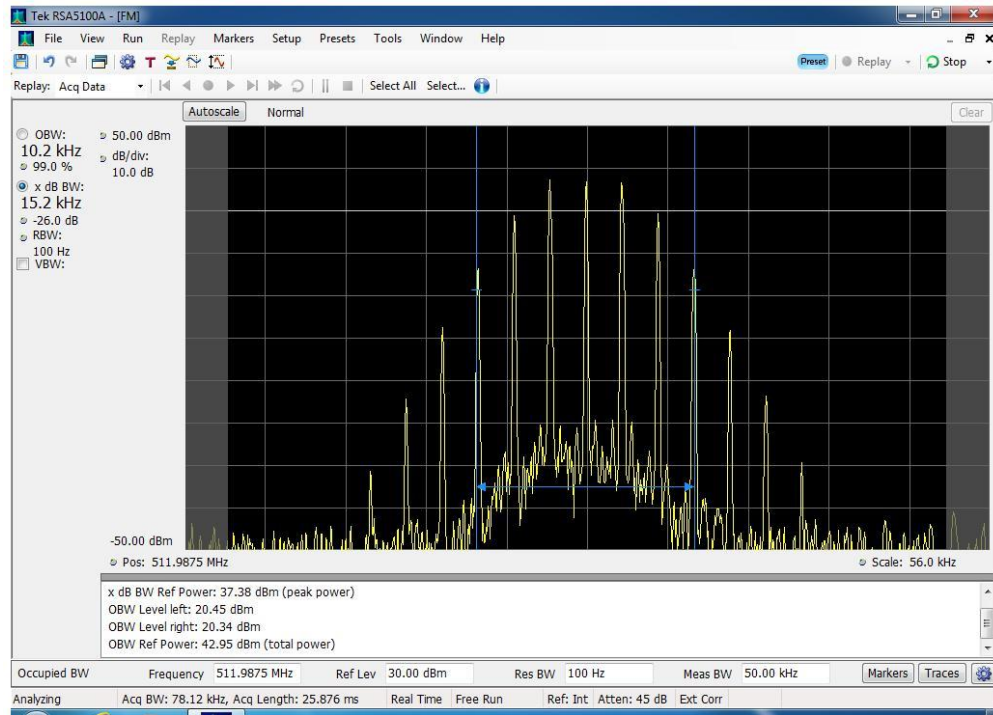 Tek RSA5100A - [FM]
File View Run Replay Markers Setup Presets Tools Window Help
T
Preset Replay Stop
Replay: Acq Data Select All Select...
Autoscale Normal Clear
OBW:
10.2 kHz
99.0 %
x dB BW:
15.2 kHz
-26.0 dB
RBW:
100 Hz
VBW:
50.00 dBm
dB/div:
10.0 dB
-50.00 dBm
Pos: 511.9875 MHz Scale: 56.0 kHz
x dB BW Ref Power: 37.38 dBm (peak power)
OBW Level left: 20.45 dBm
OBW Level right: 20.34 dBm
OBW Ref Power: 42.95 dBm (total power)
Occupied BW Frequency 511.9875 MHz Ref Lev 30.00 dBm Res BW 100 Hz Meas BW 50.00 kHz Markers Traces
Analyzing Acq BW: 78.12 kHz, Acq Length: 25.876 ms Real Time Free Run Ref: Int Atten: 45 dB Ext Corr